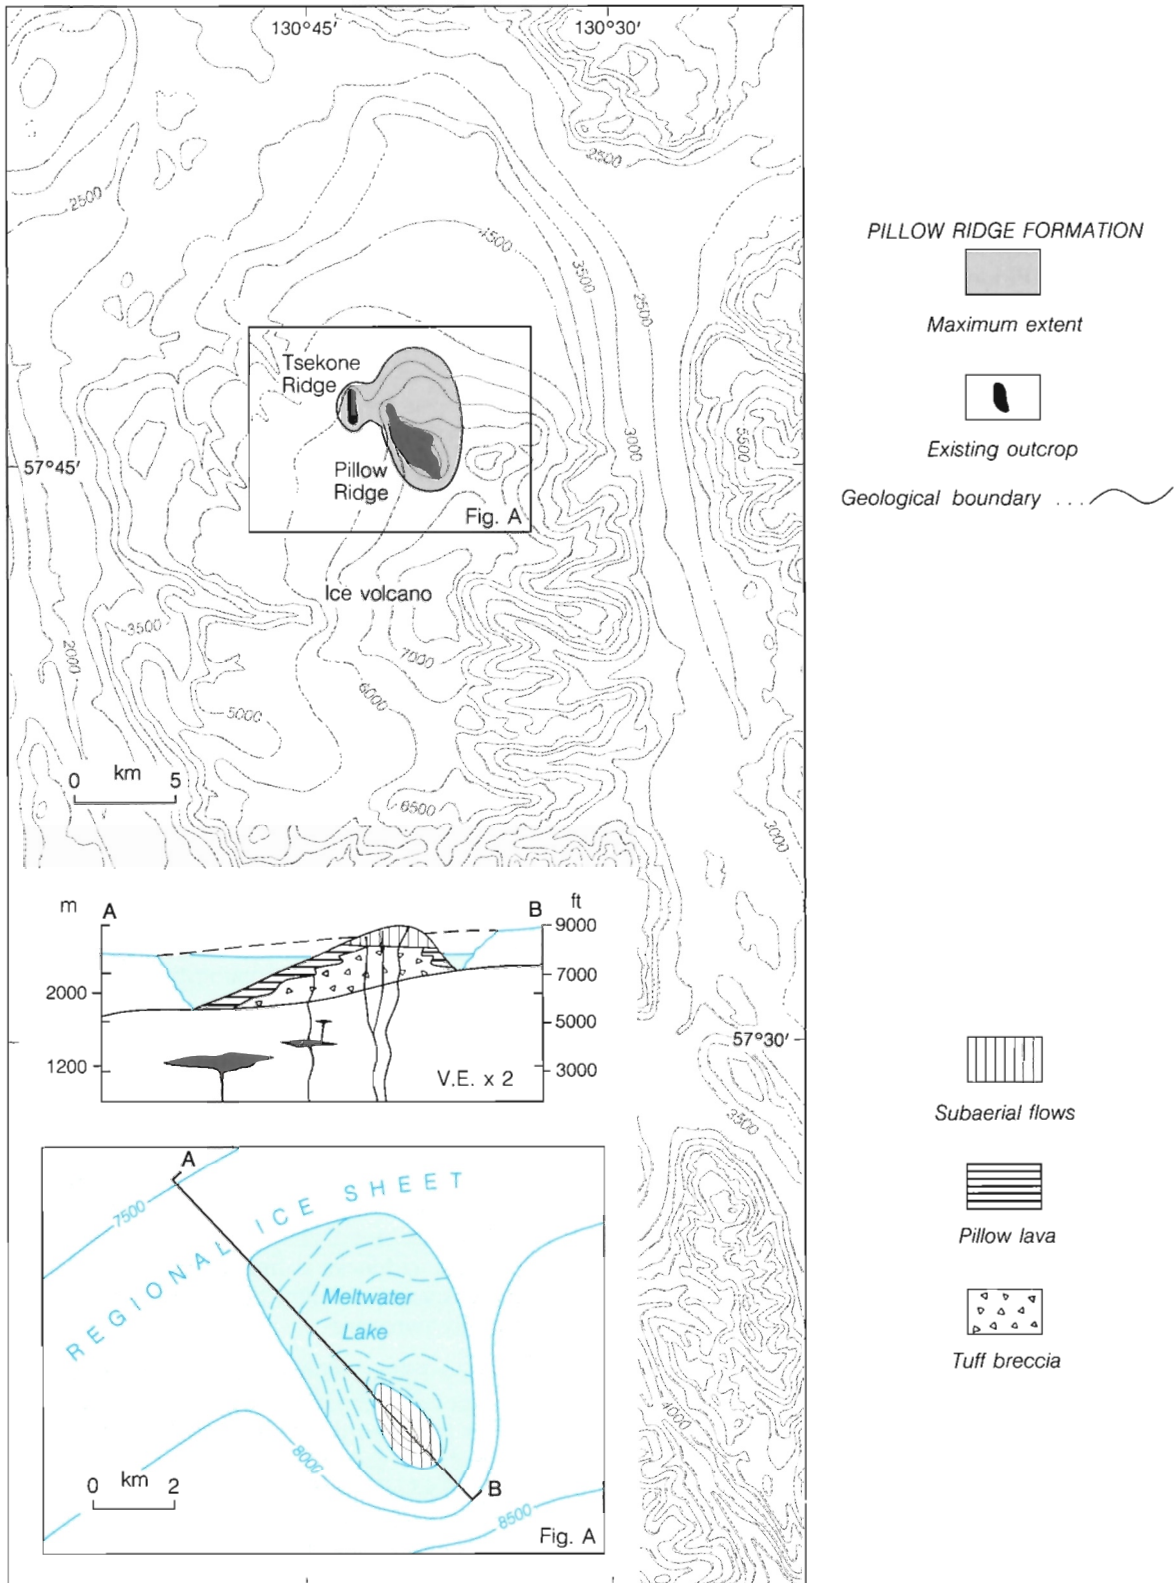 130°45′
130°30′
2500
2500
4500
3500
2500
PILLOW RIDGE FORMATION
Maximum extent
Existing outcrop
Geological boundary ....
Tsekone
Ridge
3000
5500
57°45′
Pillow
Ridge
Fig. A
Ice volcano
3500
2000
7000
6000
5000
0 km 5
6500
3000
m
A
B
ft
9000
7000
2000
5000
1200
3000
V.E. x 2
57°30′
3500
Subaerial flows
Pillow lava
Tuff breccia
A
7500
REGIONAL ICE SHEET
Meltwater
Lake
4000
8000
0 km 2
B
8500
Fig. A